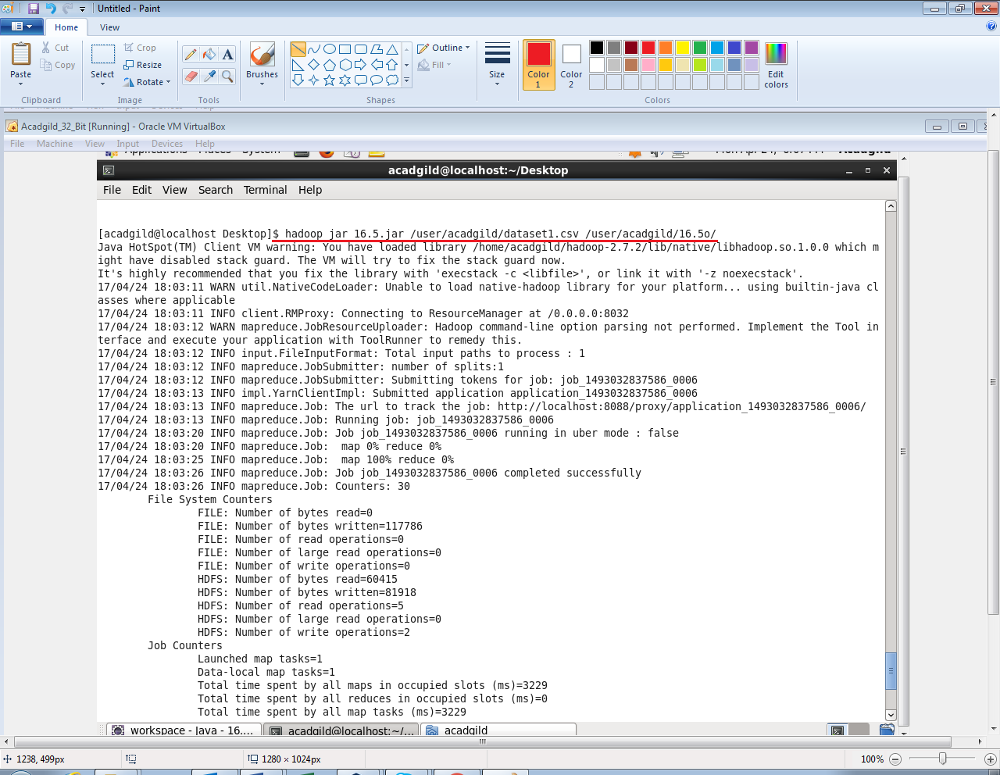 Untitled - Paint
Home
View
Paste
Cut
Copy
Clipboard
Select
Crop
Resize
Rotate
Image
A
Tools
Brushes
Outline
Fill
Shapes
Size
Color 1
Color 2
Edit colors
Colors
Acadgild_32_Bit [Running] - Oracle VM VirtualBox
File Machine View Input Devices Help
acadgild@localhost:~/Desktop
File Edit View Search Terminal Help
[acadgild@localhost Desktop]$ hadoop jar 16.5.jar /user/acadgild/dataset1.csv /user/acadgild/16.5o/
Java HotSpot(TM) Client VM warning: You have loaded library /home/acadgild/hadoop-2.7.2/lib/native/libhadoop.so.1.0.0 which m
ight have disabled stack guard. The VM will try to fix the stack guard now.
It's highly recommended that you fix the library with 'execstack -c <libfile>', or link it with '-z noexecstack'.
17/04/24 18:03:11 WARN util.NativeCodeLoader: Unable to load native-hadoop library for your platform... using builtin-java cl
asses where applicable
17/04/24 18:03:11 INFO client.RMProxy: Connecting to ResourceManager at /0.0.0.0:8032
17/04/24 18:03:12 WARN mapreduce.JobResourceUploader: Hadoop command-line option parsing not performed. Implement the Tool in
terface and execute your application with ToolRunner to remedy this.
17/04/24 18:03:12 INFO input.FileInputFormat: Total input paths to process : 1
17/04/24 18:03:12 INFO mapreduce.JobSubmitter: number of splits:1
17/04/24 18:03:12 INFO mapreduce.JobSubmitter: Submitting tokens for job: job_1493032837586_0006
17/04/24 18:03:13 INFO impl.YarnClientImpl: Submitted application application_1493032837586_0006
17/04/24 18:03:13 INFO mapreduce.Job: The url to track the job: http://localhost:8088/proxy/application_1493032837586_0006/
17/04/24 18:03:13 INFO mapreduce.Job: Running job: job_1493032837586_0006
17/04/24 18:03:20 INFO mapreduce.Job: Job job_1493032837586_0006 running in uber mode : false
17/04/24 18:03:20 INFO mapreduce.Job:  map 0% reduce 0%
17/04/24 18:03:25 INFO mapreduce.Job:  map 100% reduce 0%
17/04/24 18:03:26 INFO mapreduce.Job: Job job_1493032837586_0006 completed successfully
17/04/24 18:03:26 INFO mapreduce.Job: Counters: 30
File System Counters
FILE: Number of bytes read=0
FILE: Number of bytes written=117786
FILE: Number of read operations=0
FILE: Number of large read operations=0
FILE: Number of write operations=0
HDFS: Number of bytes read=60415
HDFS: Number of bytes written=81918
HDFS: Number of read operations=5
HDFS: Number of large read operations=0
HDFS: Number of write operations=2
Job Counters
Launched map tasks=1
Data-local map tasks=1
Total time spent by all maps in occupied slots (ms)=3229
Total time spent by all reduces in occupied slots (ms)=0
Total time spent by all map tasks (ms)=3229
workspace - Java - 16....
acadgild@localhost:~/...
acadgild
1238, 499px
1280 × 1024px
100%